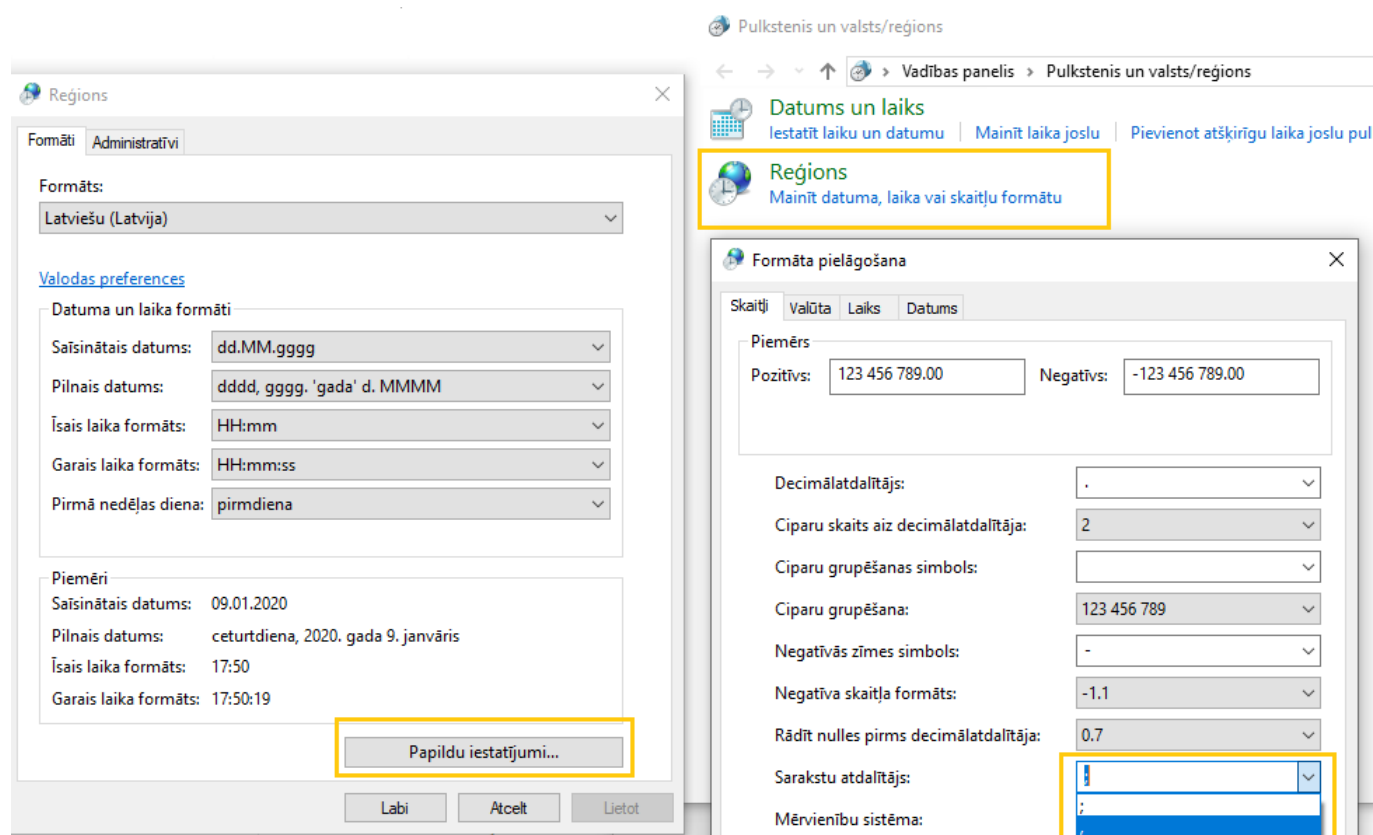 Reģions
Formāti
Administratīvi
Formāts:
Latviešu (Latvija)
Valodas preferences
Datuma un laika formāti
Saīsinātais datums: dd.MM.gggg
Pilnais datums: dddd, gggg. 'gada' d. MMMM
Īsais laika formāts: HH:mm
Garais laika formāts: HH:mm:ss
Pirmā nedēļas diena: pirmdiena
Piemēri
Saīsinātais datums: 09.01.2020
Pilnais datums: ceturtdiena, 2020. gada 9. janvāris
Īsais laika formāts: 17:50
Garais laika formāts: 17:50:19
Papildu iestatījumi...
Labi Atcelt Lietot
Pulkstenis un valsts/reģions
Vadības panelis › Pulkstenis un valsts/reģions
Datums un laiks
Iestatīt laiku un datumu Mainīt laika joslu Pievienot atšķirīgu laika joslu pul
Reģions
Mainīt datuma, laika vai skaitļu formātu
Formāta pielāgošana
Skaitļi Valūta Laiks Datums
Piemērs
Pozitīvs: 123 456 789.00 Negatīvs: -123 456 789.00
Decimālatdalītājs: .
Ciparu skaits aiz decimālatdalītāja: 2
Ciparu grupēšanas simbols:
Ciparu grupēšana: 123 456 789
Negatīvās zīmes simbols: -
Negatīva skaitļa formāts: -1.1
Rādīt nulles pirms decimālatdalītāja: 0.7
Sarakstu atdalītājs: ;
;
Mērvienību sistēma: